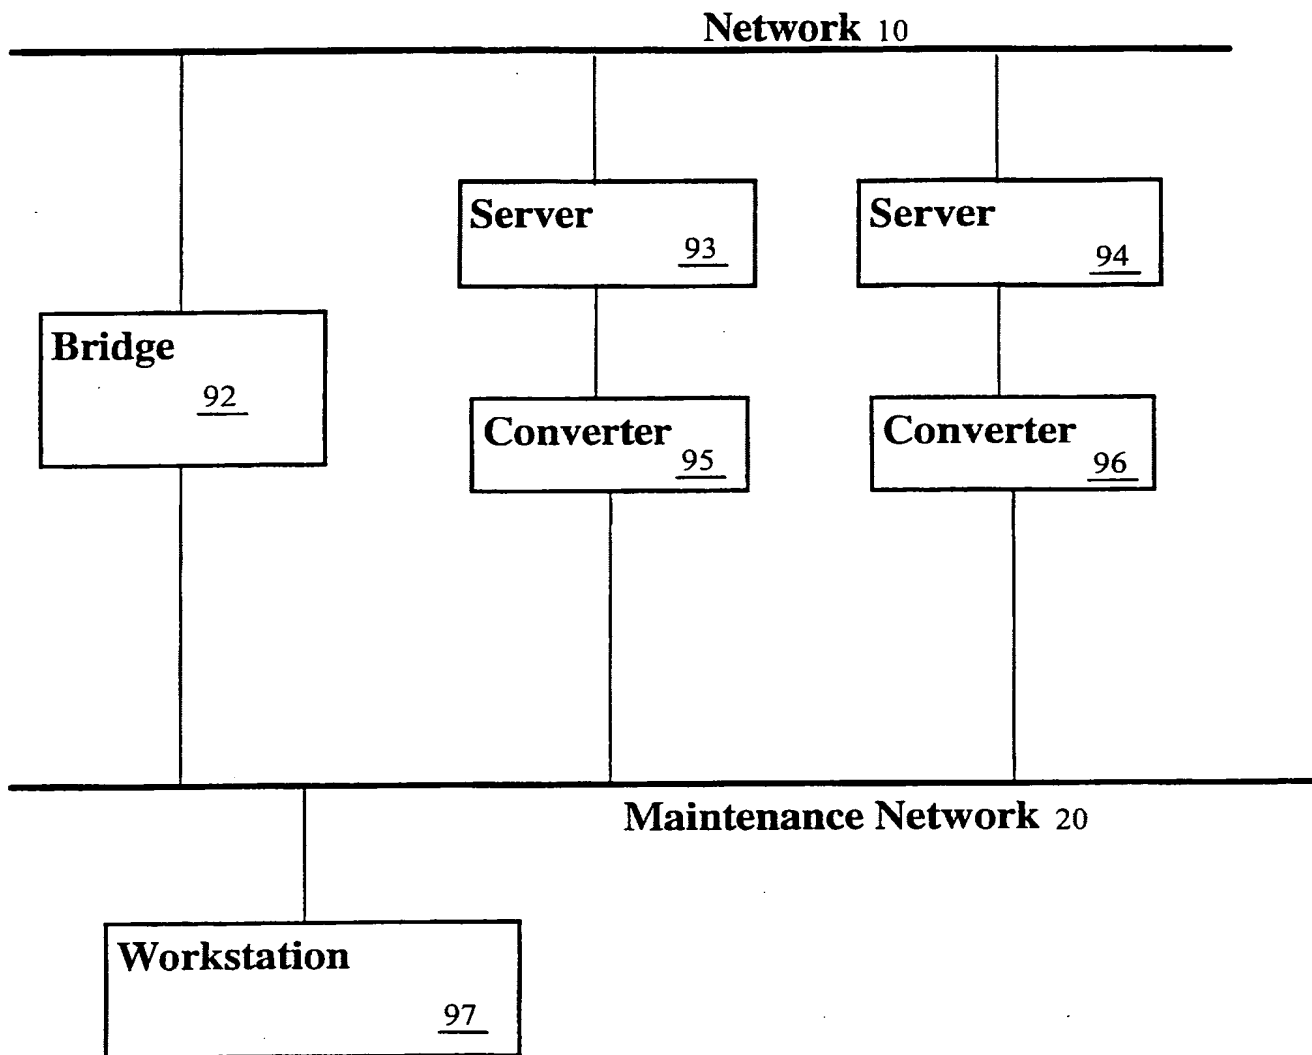 Network 10
Server
93
Server
94
Bridge
92
Converter
95
Converter
96
Maintenance Network 20
Workstation
97